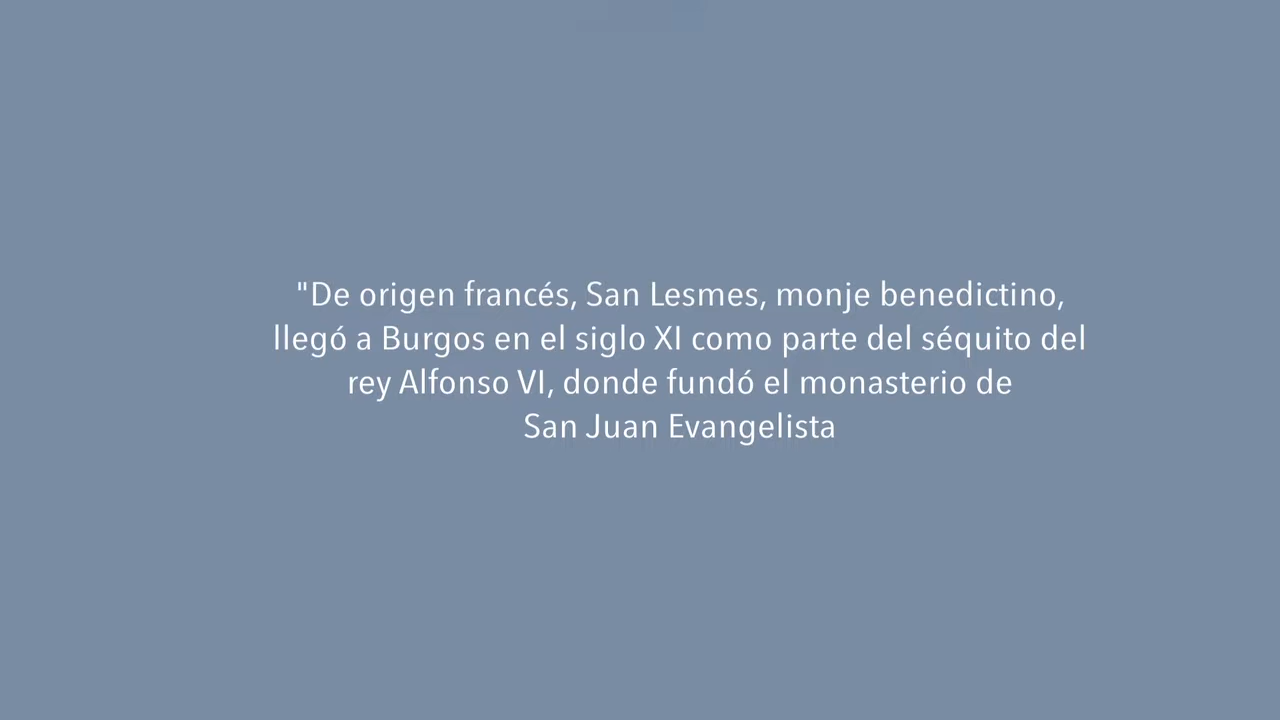 "De origen francés, San Lesmes, monje benedictino,
llegó a Burgos en el siglo XI como parte del séquito del
rey Alfonso VI, donde fundó el monasterio de
San Juan Evangelista